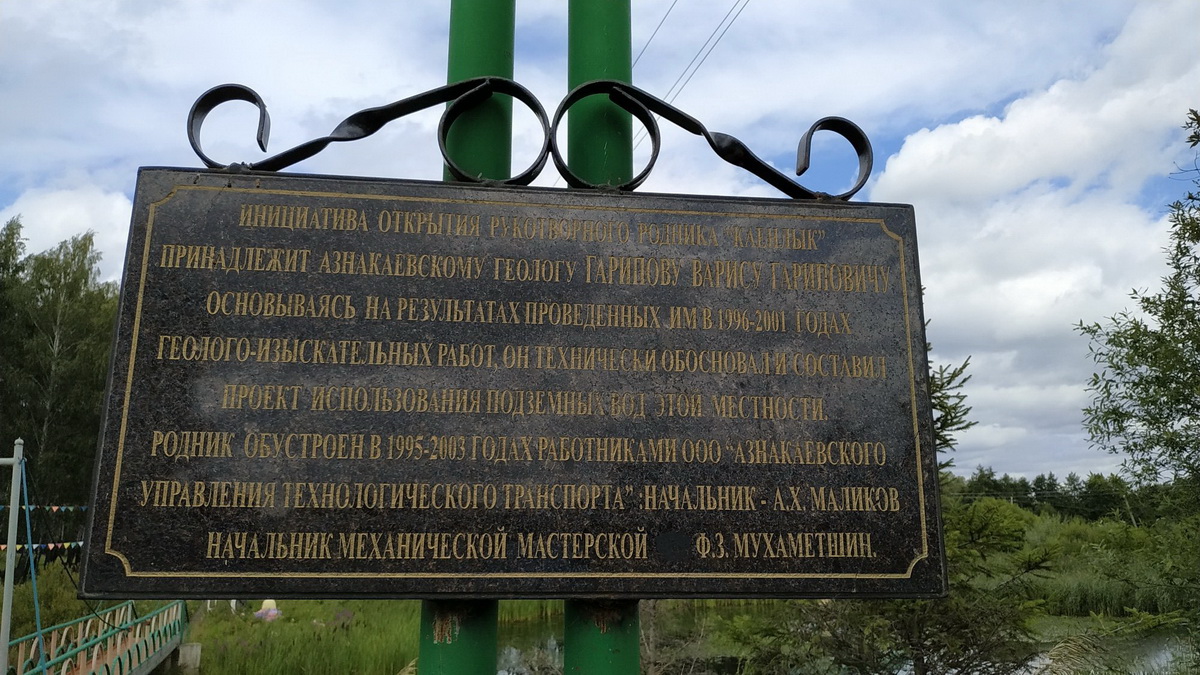 ИНИЦИАТИВА ОТКРЫТИЯ РУКОТВОРНОГО РОДНИКА
ПРИНАДЛЕЖИТ АЗНАКАЕВСКОМУ ГЕОЛОГУ ГАРИПОВУ ВАРИСУ ГАРИПОВИЧУ
ОСНОВЫВАЯСЬ НА РЕЗУЛЬТАТАХ ПРОВЕДЕННЫХ ИМ В 1996-2001 ГОДАХ
ГЕОЛОГО-ИЗЫСКАТЕЛЬНЫХ РАБОТ, ОН ТЕХНИЧЕСКИ ОБОСНОВАЛ И СОСТАВИЛ
ПРОЕКТ ИСПОЛЬЗОВАНИЯ ПОДЗЕМНЫХ ВОД ЭТОЙ МЕСТНОСТИ.
РОДНИК ОБУСТРОЕН В 1995-2003 ГОДАХ РАБОТНИКАМИ ООО "АЗНАКАЕВСКОГО
УПРАВЛЕНИЯ ТЕХНОЛОГИЧЕСКОГО ТРАНСПОРТА" :НАЧАЛЬНИК - А.Х. МАЛИКОВ
НАЧАЛЬНИК МЕХАНИЧЕСКОЙ МАСТЕРСКОЙ Ф.З. МУХАМЕТШИН.